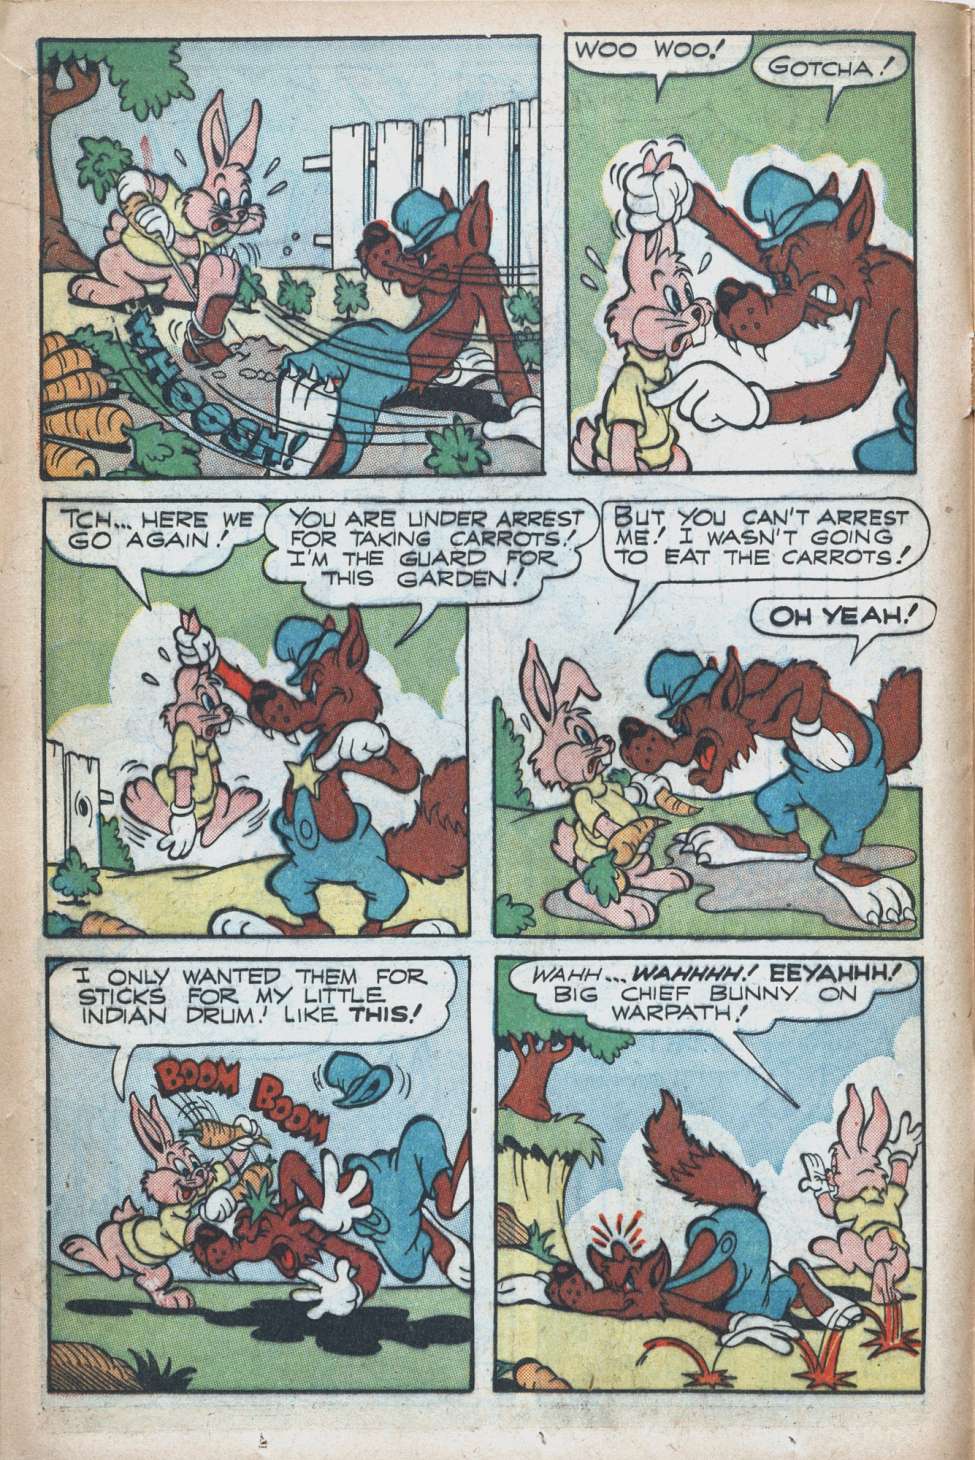 WHOOSH!
WOO WOO!
GOTCHA!
TCH... HERE WE
GO AGAIN!
YOU ARE UNDER ARREST
FOR TAKING CARROTS!
I'M THE GUARD FOR
THIS GARDEN!
BUT YOU CAN'T ARREST
ME! I WASN'T GOING
TO EAT THE CARROTS!
OH YEAH!
I ONLY WANTED THEM FOR
STICKS FOR MY LITTLE
INDIAN DRUM! LIKE THIS!
BOOM BOOM
WAHH... WAHHHH! EEYAHHH!
BIG CHIEF BUNNY ON
WARPATH!